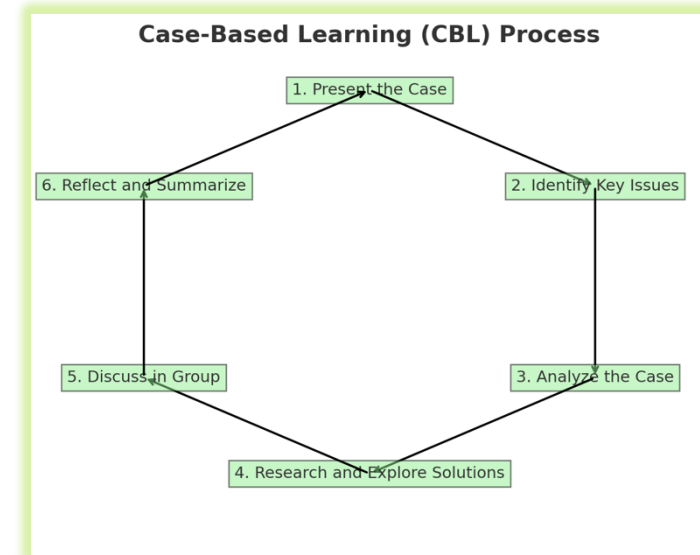 Case-Based Learning (CBL) Process
1. Present the Case
2. Identify Key Issues
3. Analyze the Case
4. Research and Explore Solutions
5. Discuss in Group
6. Reflect and Summarize